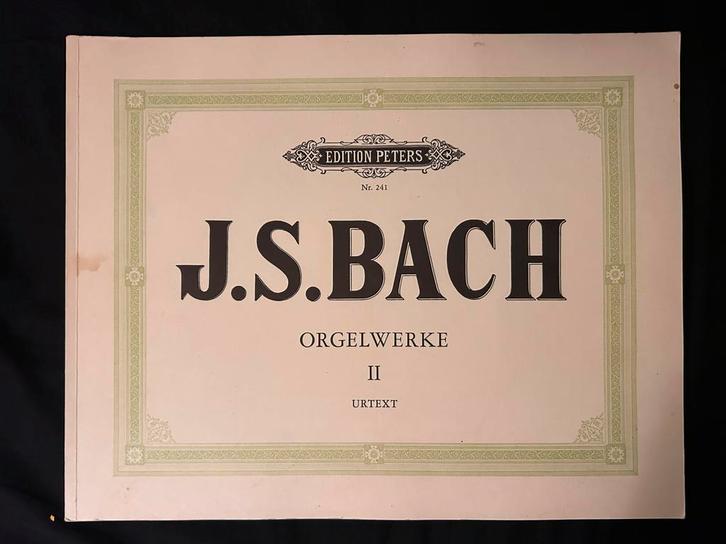 EDITION PETERS
Nr. 241
J.S.BACH
ORGELWERKE
II
URTEXT